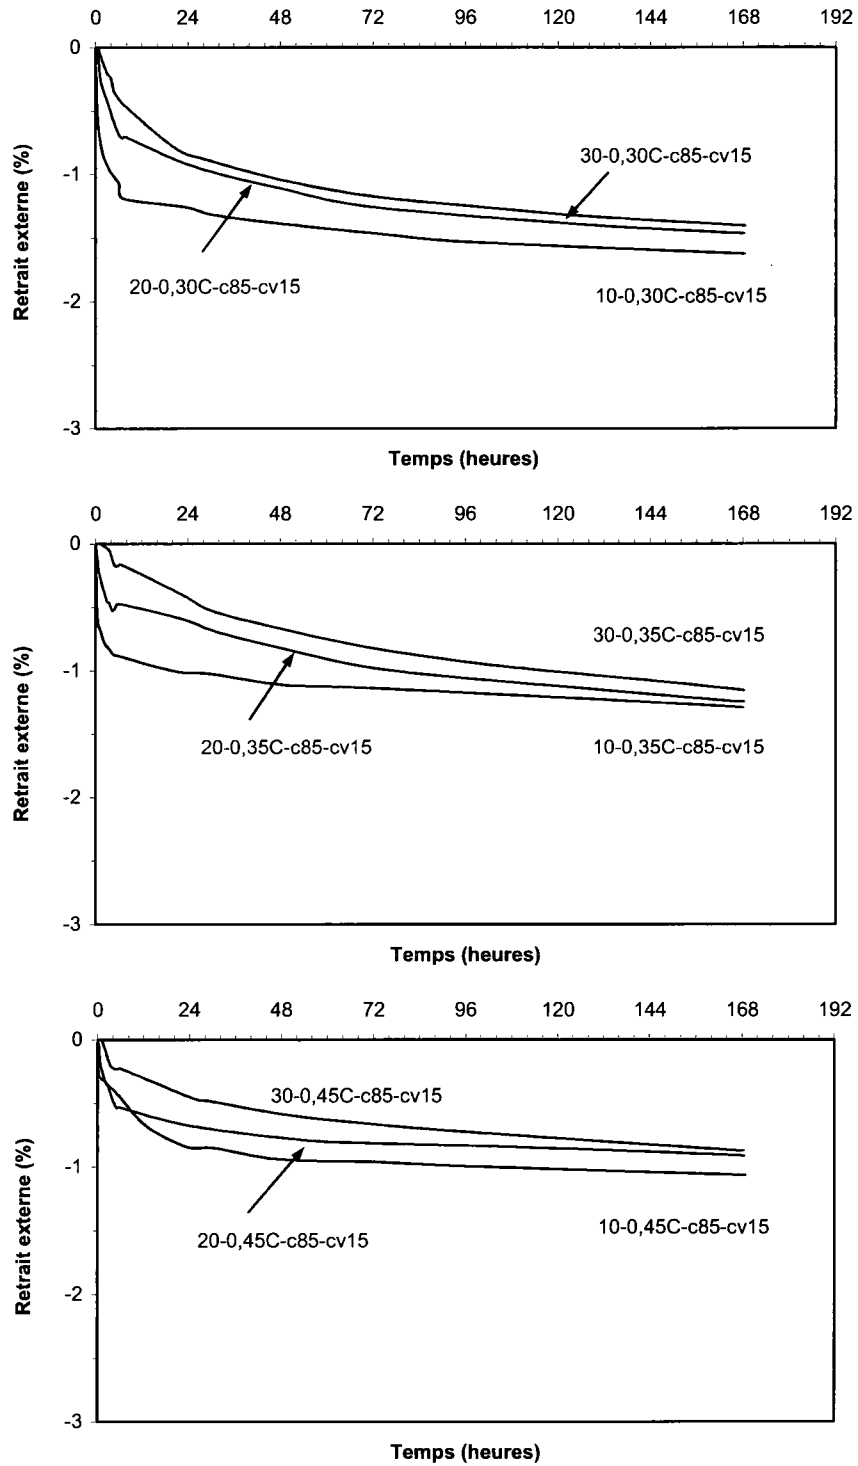 0 24 48 72 96 120 144 168 192
0
-1
-2
-3
Retrait externe (%)
30-0,30C-c85-cv15
20-0,30C-c85-cv15
10-0,30C-c85-cv15
Temps (heures)
0 24 48 72 96 120 144 168 192
0
-1
-2
-3
Retrait externe (%)
30-0,35C-c85-cv15
20-0,35C-c85-cv15
10-0,35C-c85-cv15
Temps (heures)
0 24 48 72 96 120 144 168 192
0
-1
-2
-3
Retrait externe (%)
30-0,45C-c85-cv15
10-0,45C-c85-cv15
20-0,45C-c85-cv15
Temps (heures)